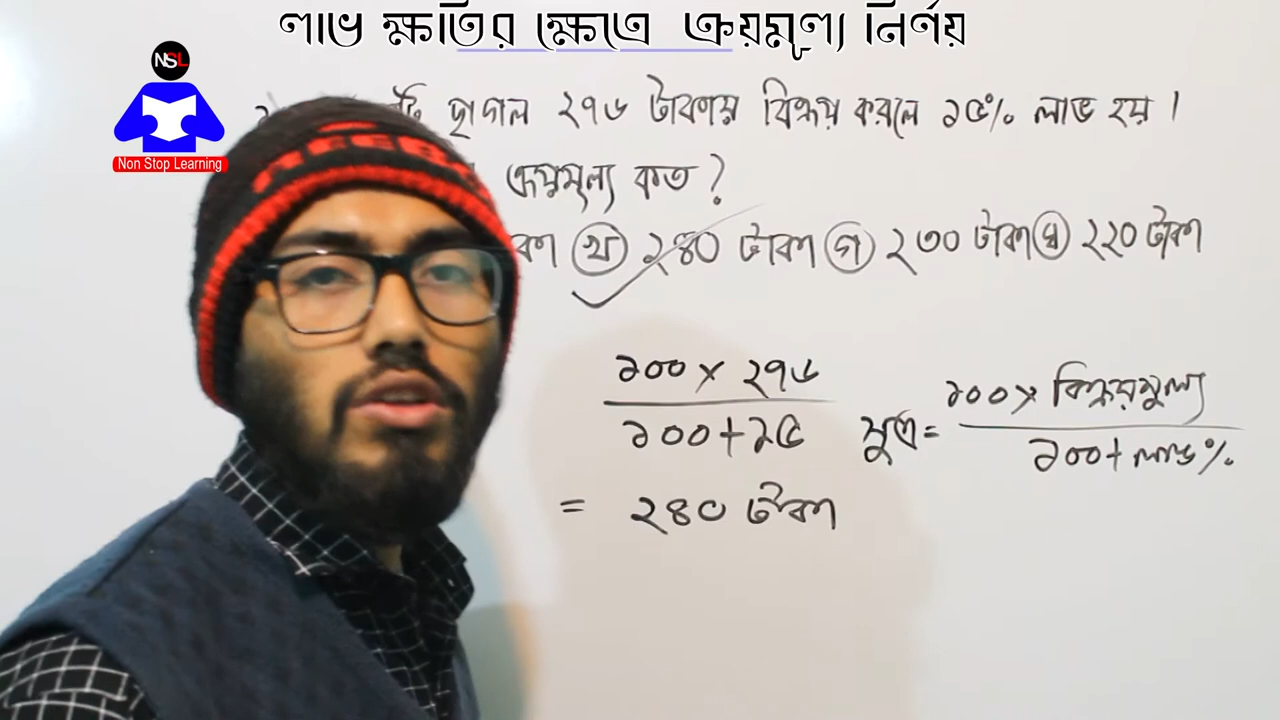 লাভ ক্ষতির ক্ষেত্রে ক্রয়মূল্য নির্ণয়
NSL
Non Stop Learning
ছাগল ২৭৬ টাকায় বিক্রয় করলে ১৫% লাভ হয় ।
ক্রয়মূল্য কত ?
খ ২৪০ টাকা গ ২৩০ টাকা ঘ ২২০ টাকা
১০০ × ২৭৬
১০০ + ১৫
সুত্র = ১০০ × বিক্রয়মুল্য
১০০ + লাভ%
= ২৪০ টাকা